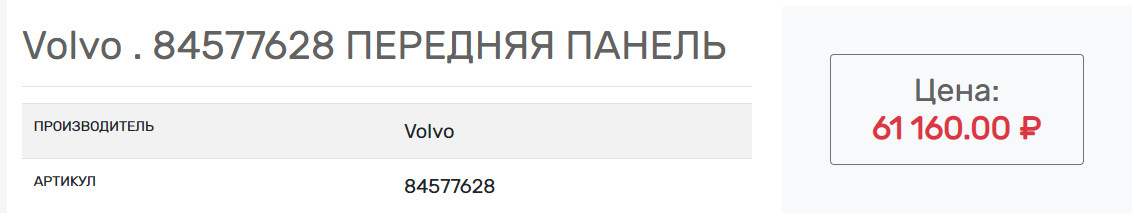 Volvo . 84577628 ПЕРЕДНЯЯ ПАНЕЛЬ
ПРОИЗВОДИТЕЛЬ Volvo
АРТИКУЛ 84577628
Цена:
61 160.00 ₽